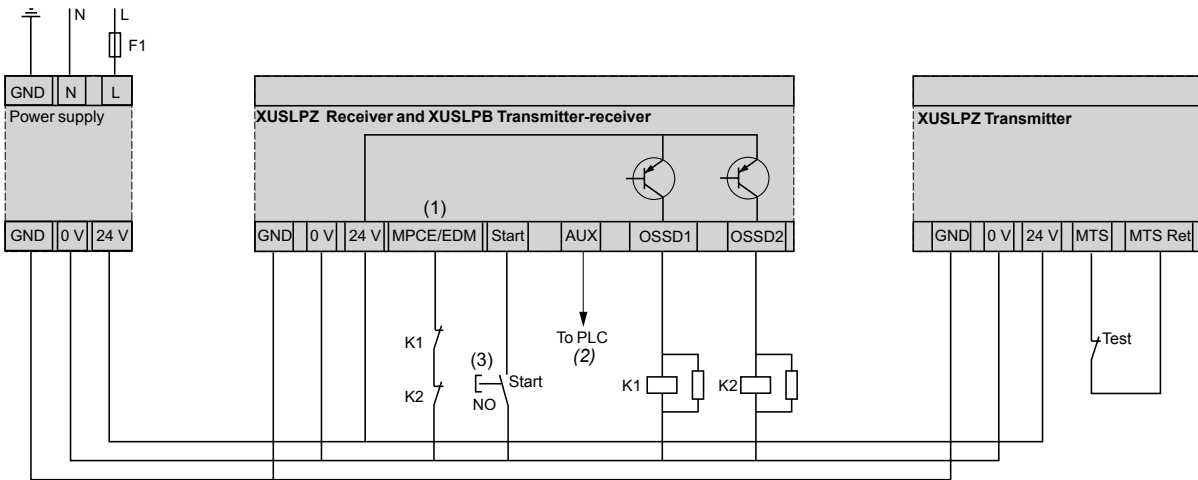 N L
F1
GND N L
Power supply
GND 0 V 24 V
XUSLPZ Receiver and XUSLPB Transmitter-receiver
(1)
GND 0 V 24 V MPCE/EDM Start AUX OSSD1 OSSD2
K1
K2
(3)
Start
NO
To PLC
(2)
K1
K2
XUSLPZ Transmitter
GND 0 V 24 V MTS MTS Ret
Test